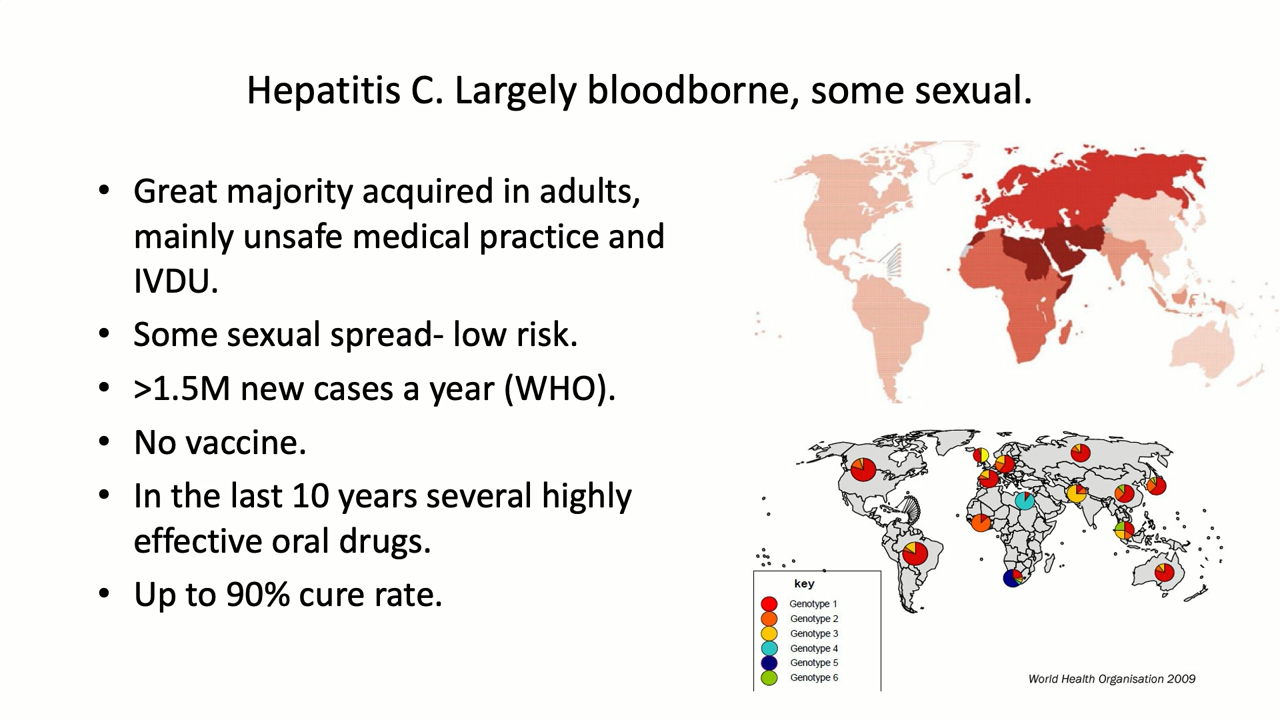 Hepatitis C. Largely bloodborne, some sexual.
• Great majority acquired in adults,
mainly unsafe medical practice and
IVDU.
• Some sexual spread- low risk.
• >1.5M new cases a year (WHO).
• No vaccine.
• In the last 10 years several highly
effective oral drugs.
• Up to 90% cure rate.
key
Genotype 1
Genotype 2
Genotype 3
Genotype 4
Genotype 5
Genotype 6
World Health Organisation 2009